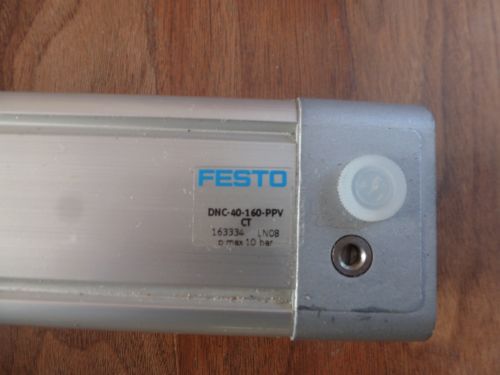 FESTO
DNC-40-160-PPV
CT
163334 LN08
p max 10 bar